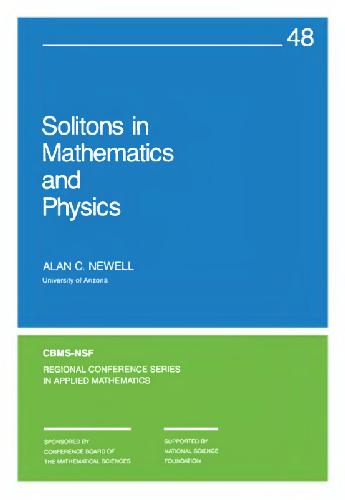 48
Solitons in
Mathematics
and
Physics
ALAN C. NEWELL
University of Arizona
CBMS-NSF
REGIONAL CONFERENCE SERIES
IN APPLIED MATHEMATICS
SPONSORED BY
CONFERENCE BOARD OF
THE MATHEMATICAL SCIENCES
SUPPORTED BY
NATIONAL SCIENCE
FOUNDATION